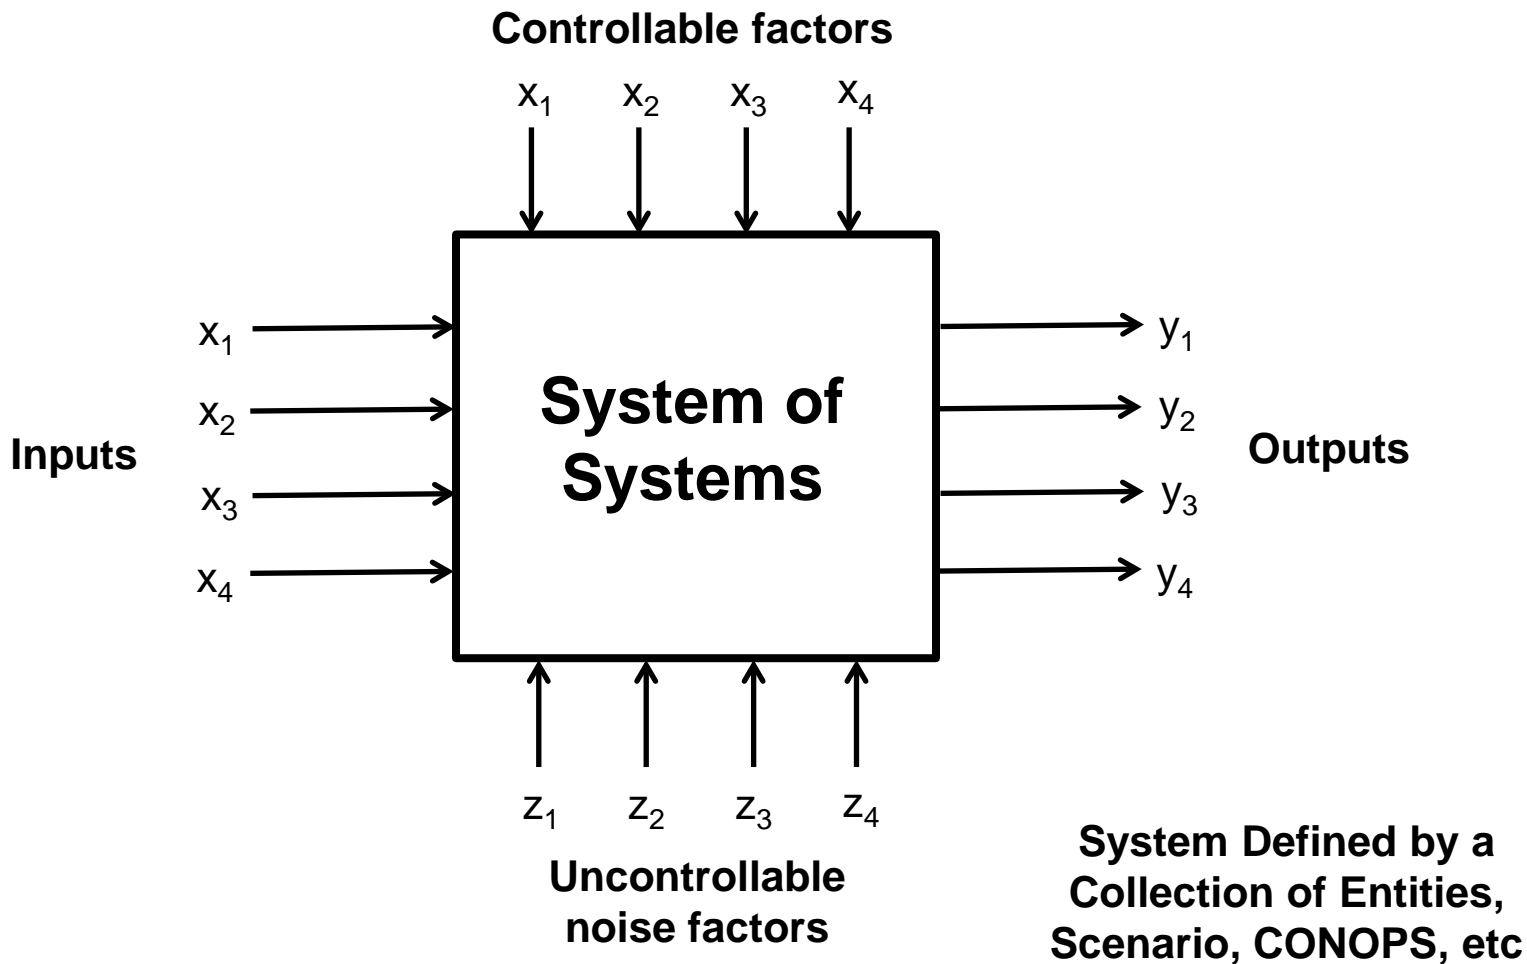 Controllable factors
x1 x2 x3 x4
x1
x2
x3
x4
Inputs
System of
Systems
y1
y2
y3
y4
Outputs
z1 z2 z3 z4
Uncontrollable
noise factors
System Defined by a
Collection of Entities,
Scenario, CONOPS, etc